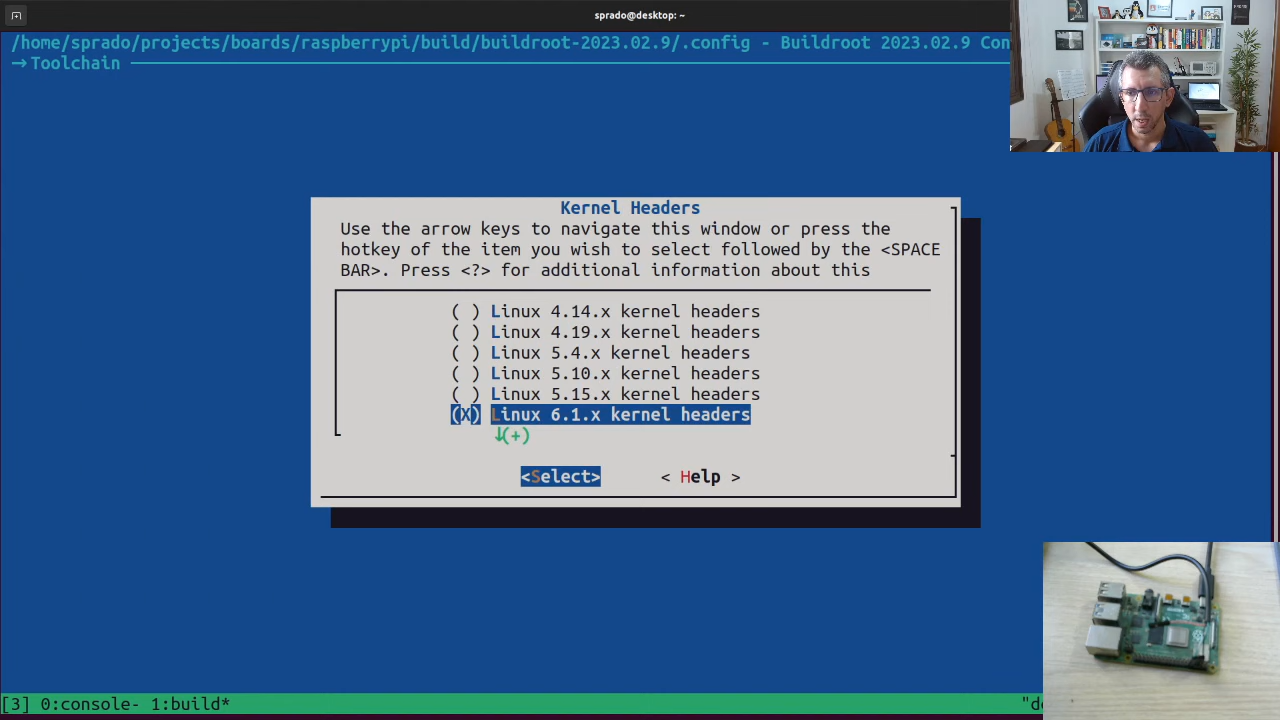 sprado@desktop: ~
/home/sprado/projects/boards/raspberrypi/build/buildroot-2023.02.9/.config - Buildroot 2023.02.9 Con
→Toolchain
Kernel Headers
Use the arrow keys to navigate this window or press the
hotkey of the item you wish to select followed by the <SPACE
BAR>. Press <?> for additional information about this
( ) Linux 4.14.x kernel headers
( ) Linux 4.19.x kernel headers
( ) Linux 5.4.x kernel headers
( ) Linux 5.10.x kernel headers
( ) Linux 5.15.x kernel headers
(X) Linux 6.1.x kernel headers
↓(+)
<Select> < Help >
[3] 0:console- 1:build* "de